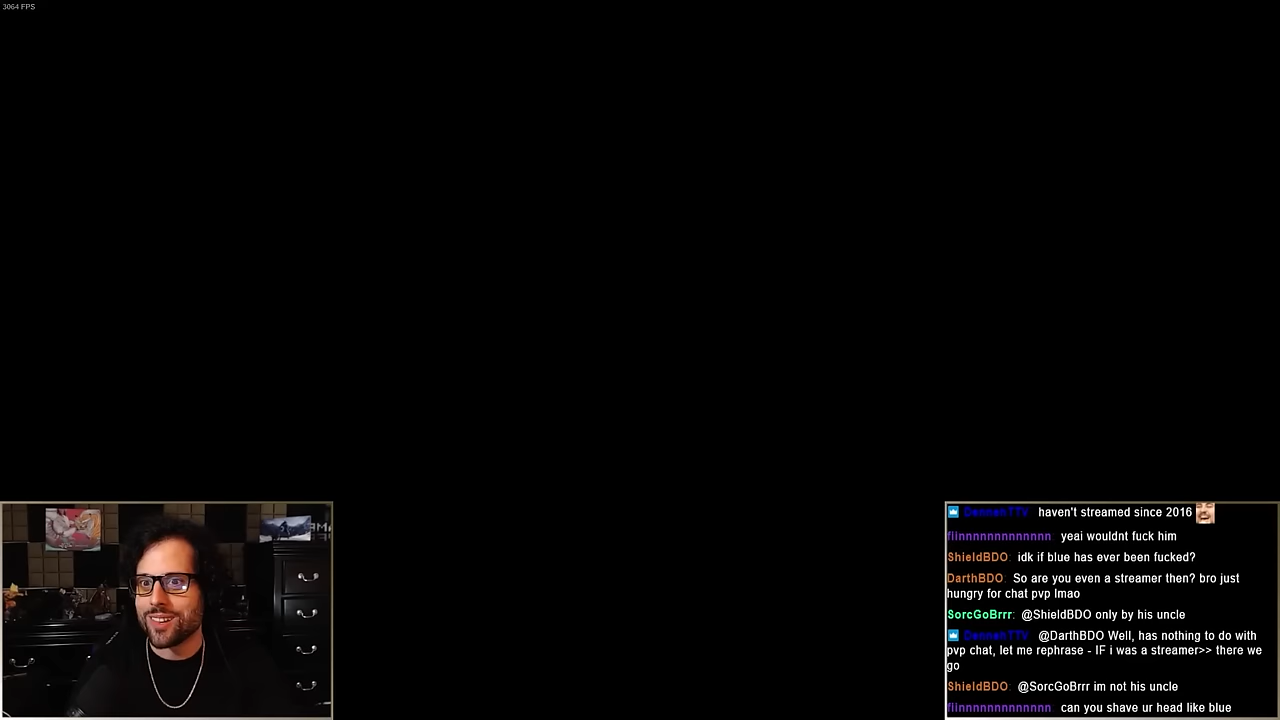 3064 FPS
DennenTTV haven't streamed since 2016
yeai wouldnt fuck him
ShieldBDO: idk if blue has ever been fucked?
DarthBDO: So are you even a streamer then? bro just
hungry for chat pvp lmao
SorcGoBrrr: @ShieldBDO only by his uncle
DennenTTV @DarthBDO Well, has nothing to do with
pvp chat, let me rephrase - IF i was a streamer>> there we
go
ShieldBDO: @SorcGoBrrr im not his uncle
can you shave ur head like blue